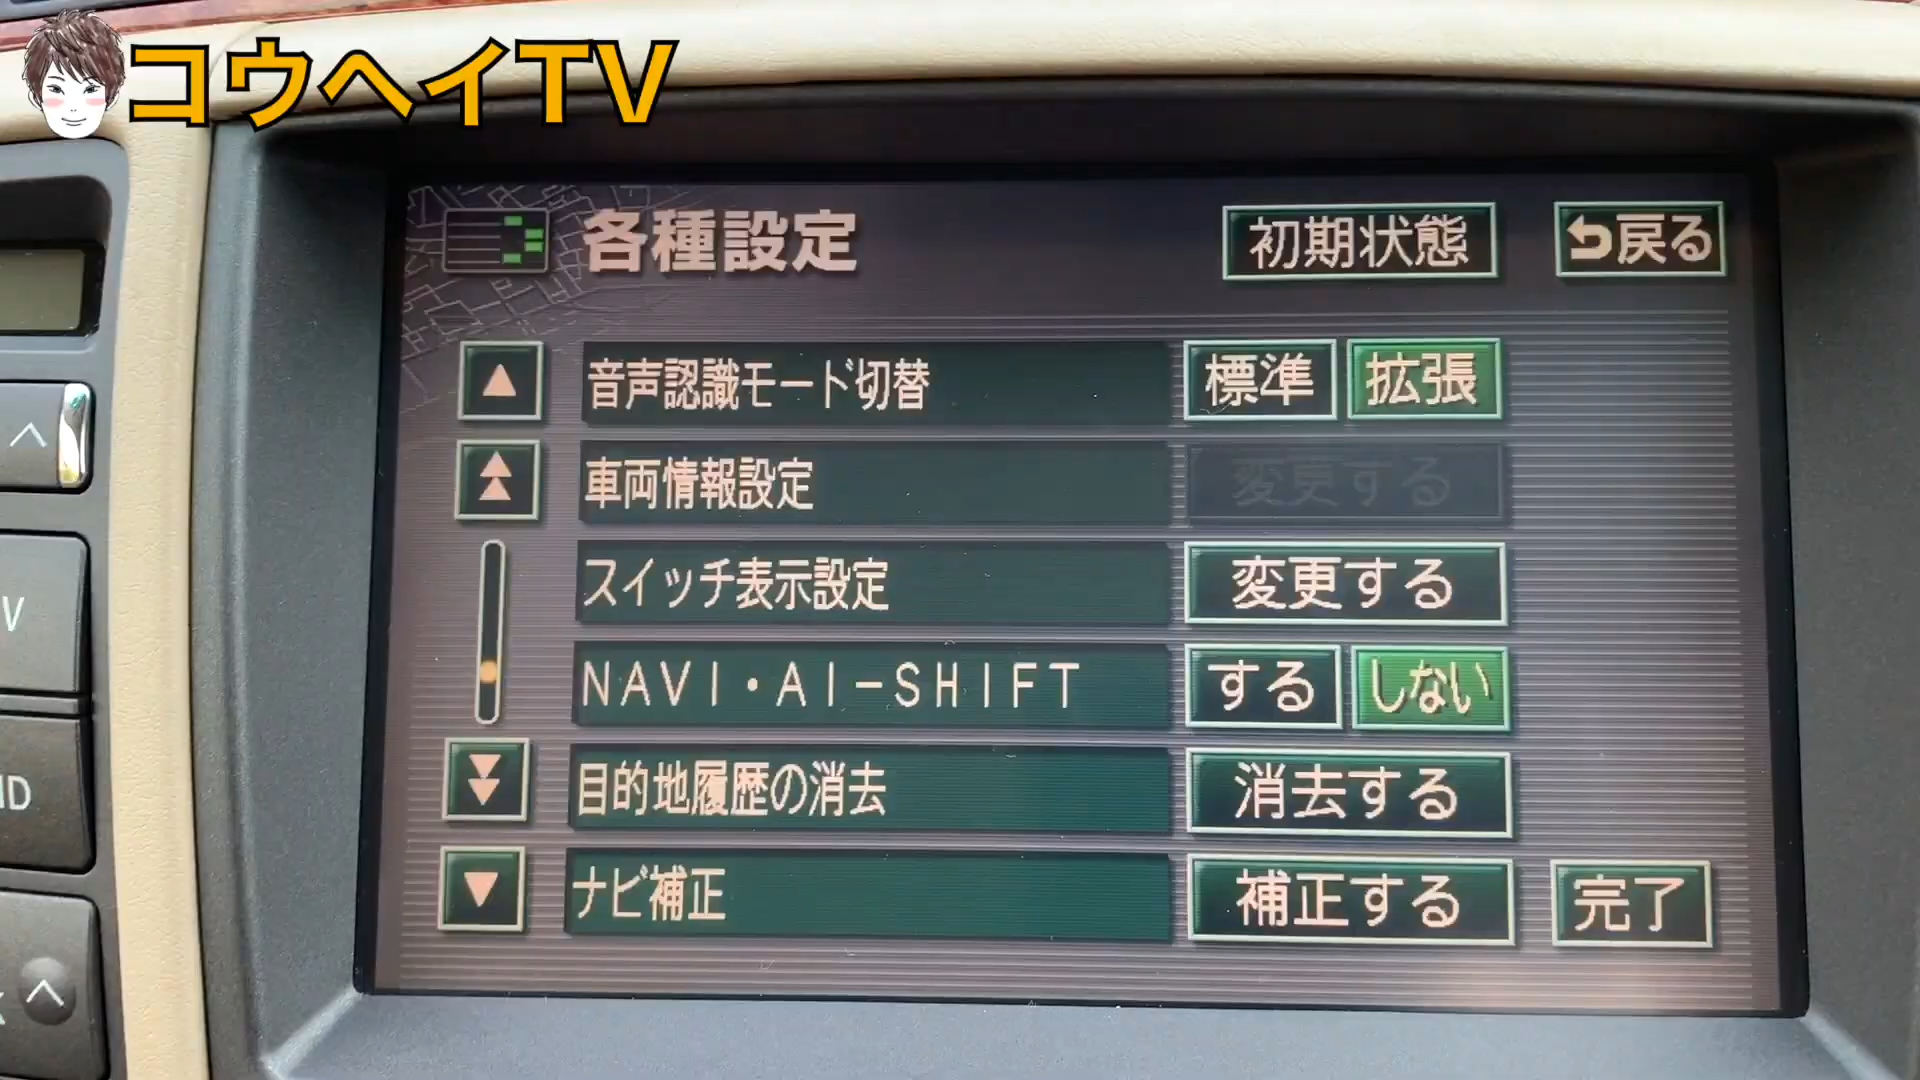 コウヘイTV
各種設定 初期状態 戻る
音声認識モード切替 標準 拡張
車両情報設定 変更する
スイッチ表示設定 変更する
NAVI・AI-SHIFT する しない
目的地履歴の消去 消去する
ナビ補正 補正する 完了